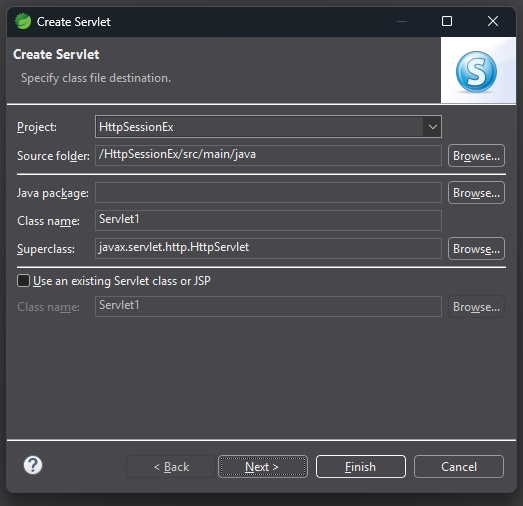 Create Servlet
Create Servlet
Specify class file destination.
S
Project: HttpSessionEx
Source folder: /HttpSessionEx/src/main/java Browse...
Java package: Browse...
Class name: Servlet1
Superclass: javax.servlet.http.HttpServlet Browse...
Use an existing Servlet class or JSP
Class name: Servlet1 Browse...
? < Back Next > Finish Cancel